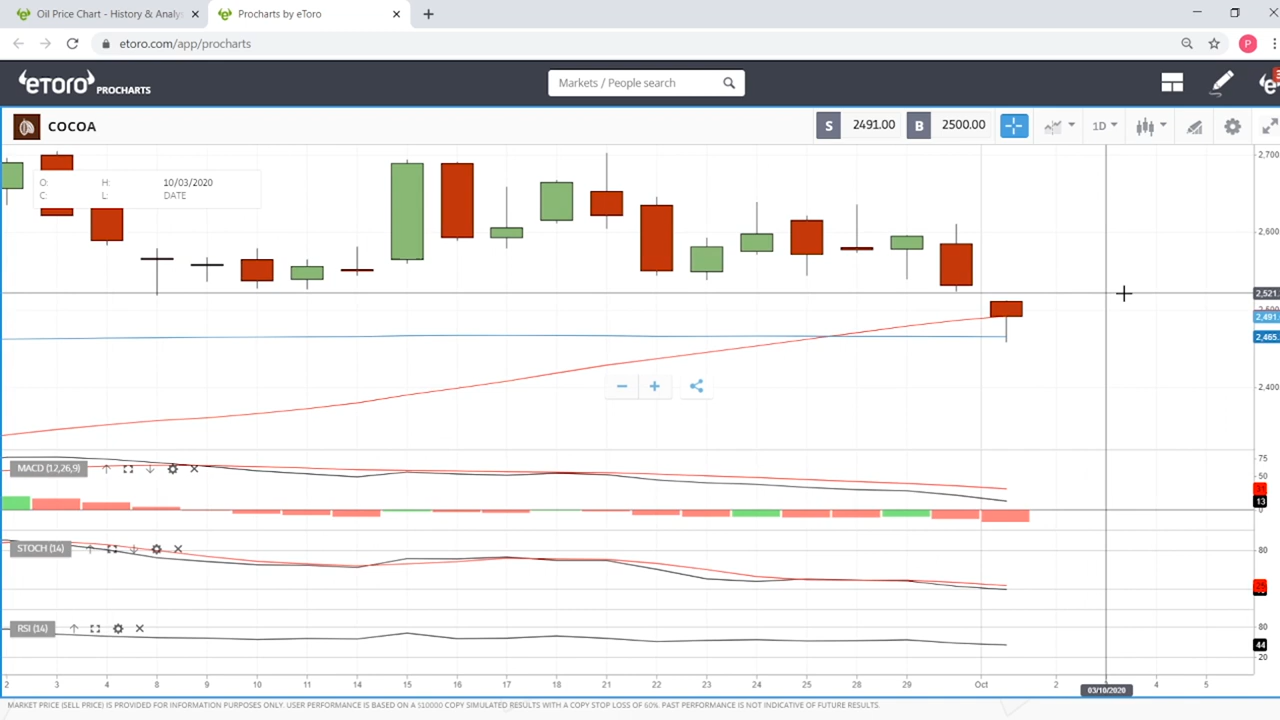 Oil Price Chart - History & Analys
Procharts by eToro
etoro.com/app/procharts
P
eTORO PROCHARTS
Markets / People search
COCOA
S 2491.00 B 2500.00
1D
O: H: 10/03/2020
C: L: DATE
2,700
2,600
2,521
2,491
2,465
2,400
MACD (12,26,9)
75
50
13
0
STOCH (14)
80
RSI (14)
80
44
20
2 3 4 8 9 10 11 14 15 16 17 18 21 22 23 24 25 28 29 Oct 2 03/10/2020 4 5
MARKET PRICE (SELL PRICE) IS PROVIDED FOR INFORMATION PURPOSES ONLY. USER PERFORMANCE IS BASED ON A $10000 COPY SIMULATED RESULTS WITH A COPY STOP LOSS OF 60%. PAST PERFORMANCE IS NOT INDICATIVE OF FUTURE RESULTS.